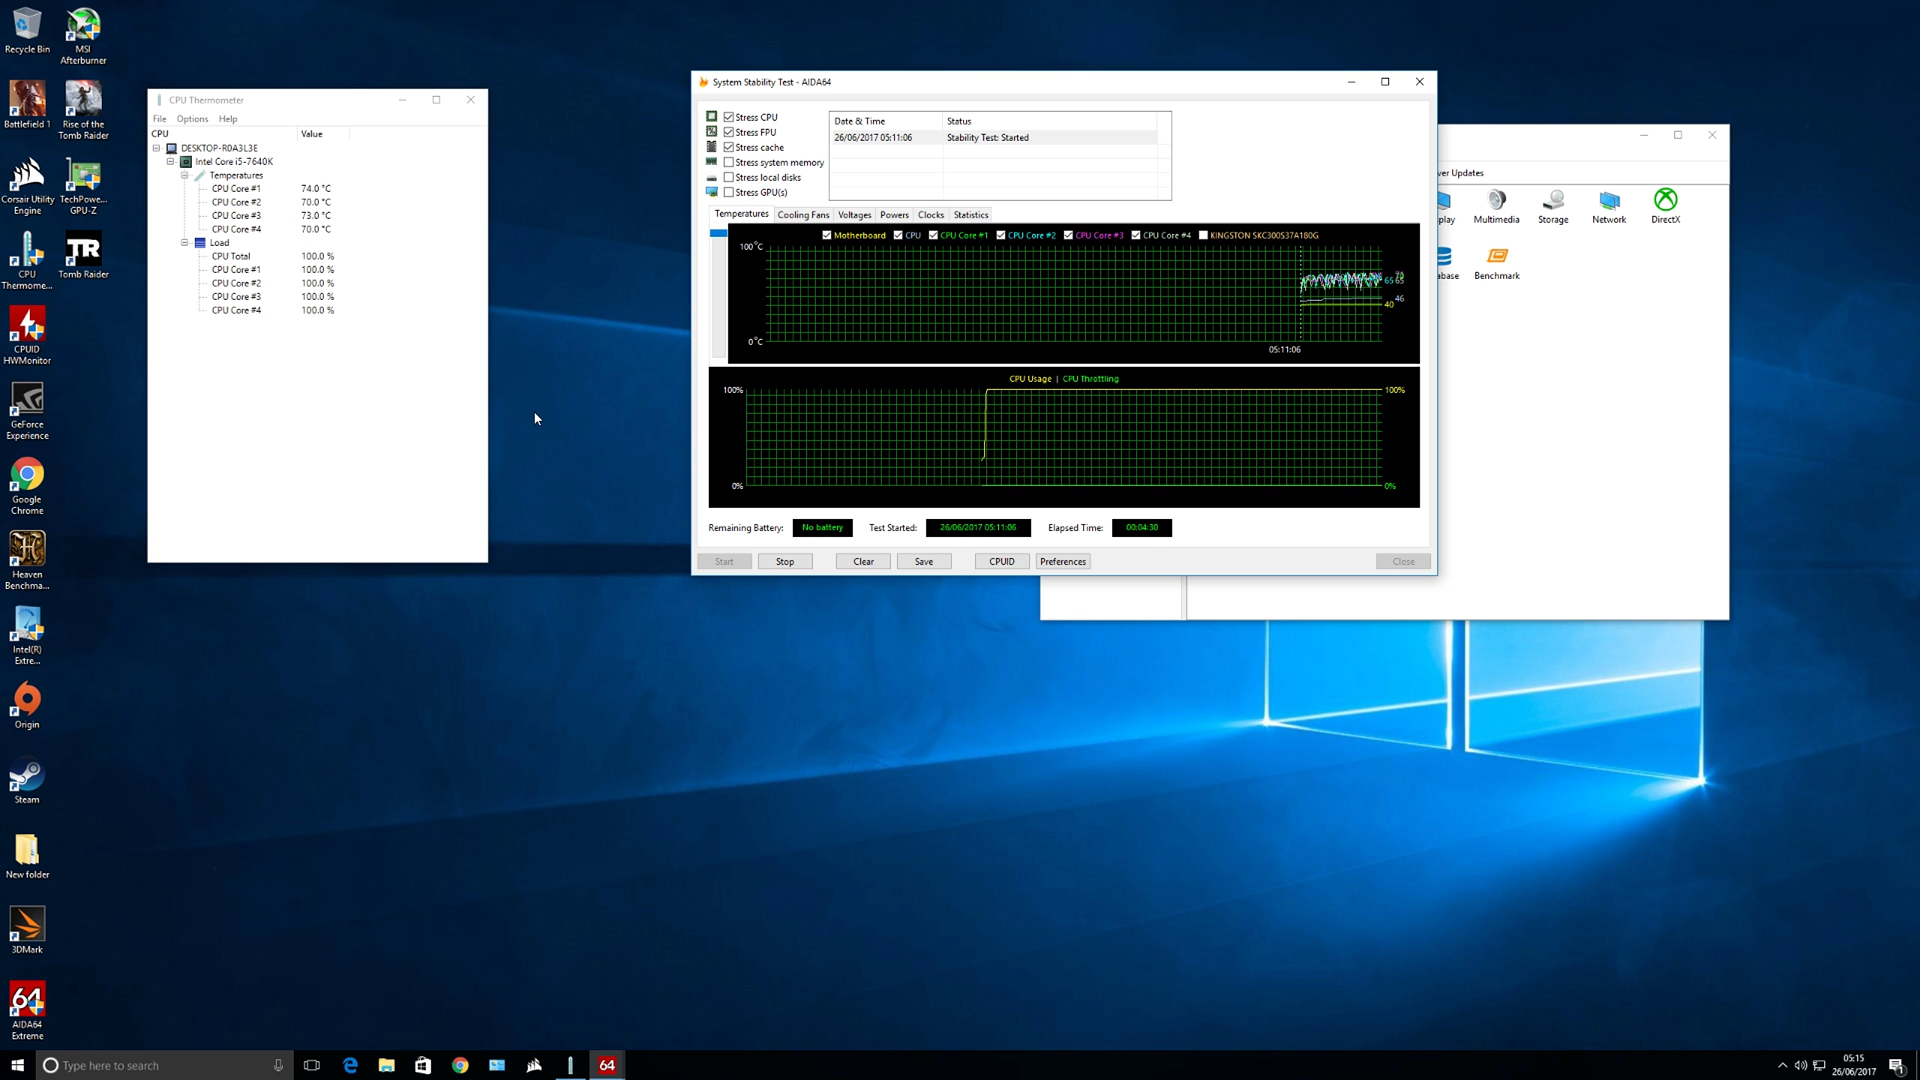 Recycle Bin
MSI
Afterburner
Battlefield 1
Rise of the
Tomb Raider
Corsair Utility
Engine
TechPowe...
GPU-Z
CPU
Thermome...
Tomb Raider
CPUID
HWMonitor
GeForce
Experience
Google
Chrome
Heaven
Benchma...
Intel(R)
Extre...
Origin
Steam
New folder
3DMark
64
AIDA64
Extreme
TR
CPU Thermometer
File Options Help
CPU Value
DESKTOP-R0A3L3E
Intel Core i5-7640K
Temperatures
CPU Core #1 74.0 °C
CPU Core #2 70.0 °C
CPU Core #3 73.0 °C
CPU Core #4 70.0 °C
Load
CPU Total 100.0 %
CPU Core #1 100.0 %
CPU Core #2 100.0 %
CPU Core #3 100.0 %
CPU Core #4 100.0 %
System Stability Test - AIDA64
Stress CPU
Stress FPU
Stress cache
Stress system memory
Stress local disks
Stress GPU(s)
Date & Time Status
26/06/2017 05:11:06 Stability Test: Started
Temperatures Cooling Fans Voltages Powers Clocks Statistics
Motherboard CPU CPU Core #1 CPU Core #2 CPU Core #3 CPU Core #4 KINGSTON SKC300S37A180G
100°C
65 65
46
40
0°C
05:11:06
CPU Usage | CPU Throttling
100% 100%
0% 0%
Remaining Battery: No battery Test Started: 26/06/2017 05:11:06 Elapsed Time: 00:04:30
Start Stop Clear Save CPUID Preferences Close
ver Updates
play Multimedia Storage Network DirectX
base Benchmark
Type here to search
64
05:15
26/06/2017